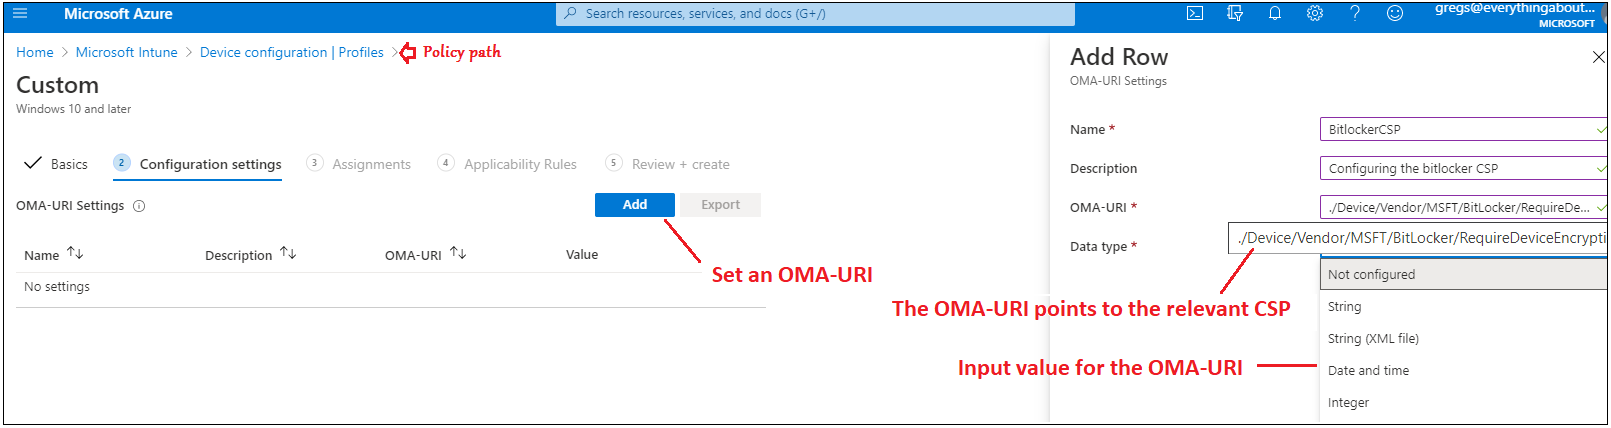 Microsoft Azure
Search resources, services, and docs (G+/)
gregs@everythingabout...
MICROSOFT
Home > Microsoft Intune > Device configuration | Profiles >
Policy path
Custom
Windows 10 and later
Basics
2 Configuration settings
3 Assignments
4 Applicability Rules
5 Review + create
OMA-URI Settings
Add
Export
Name
Description
OMA-URI
Value
No settings
Set an OMA-URI
Add Row
OMA-URI Settings
Name *
BitlockerCSP
Description
Configuring the bitlocker CSP
OMA-URI *
./Device/Vendor/MSFT/BitLocker/RequireDe...
Data type *
./Device/Vendor/MSFT/BitLocker/RequireDeviceEncrypti
The OMA-URI points to the relevant CSP
Input value for the OMA-URI
Not configured
String
String (XML file)
Date and time
Integer